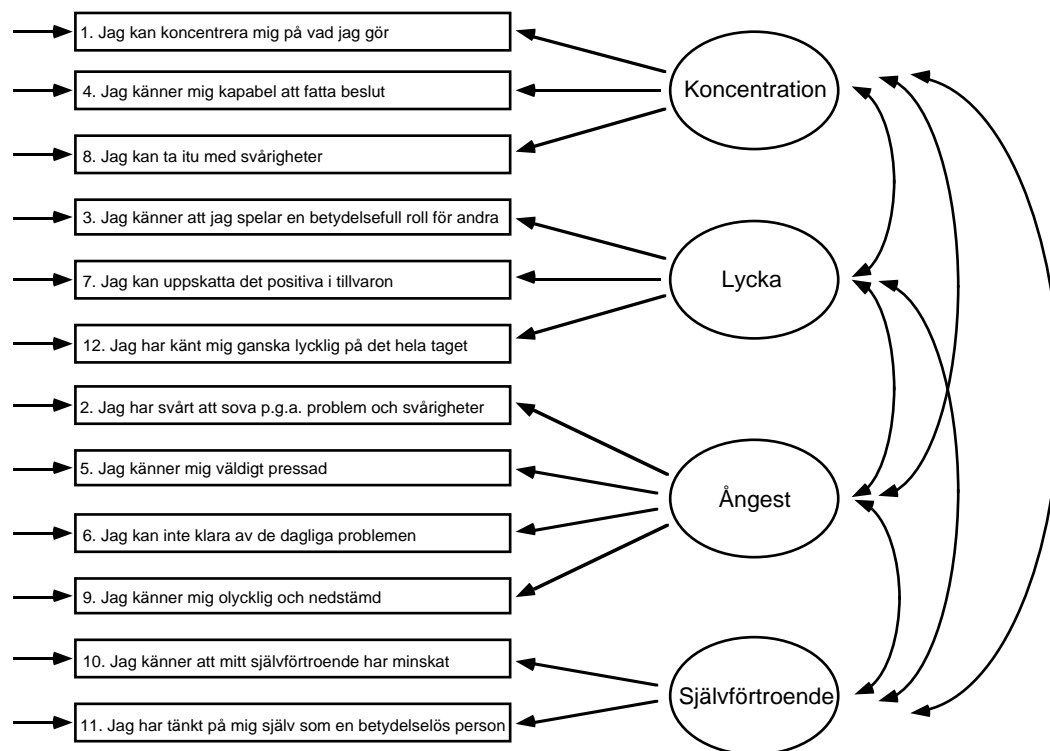 1. Jag kan koncentrera mig på vad jag gör
4. Jag känner mig kapabel att fatta beslut
8. Jag kan ta itu med svårigheter
3. Jag känner att jag spelar en betydelsefull roll för andra
7. Jag kan uppskatta det positiva i tillvaron
12. Jag har känt mig ganska lycklig på det hela taget
2. Jag har svårt att sova p.g.a. problem och svårigheter
5. Jag känner mig väldigt pressad
6. Jag kan inte klara av de dagliga problemen
9. Jag känner mig olycklig och nedstämd
10. Jag känner att mitt självförtroende har minskat
11. Jag har tänkt på mig själv som en betydelselös person
Koncentration
Lycka
Ångest
Självförtroende